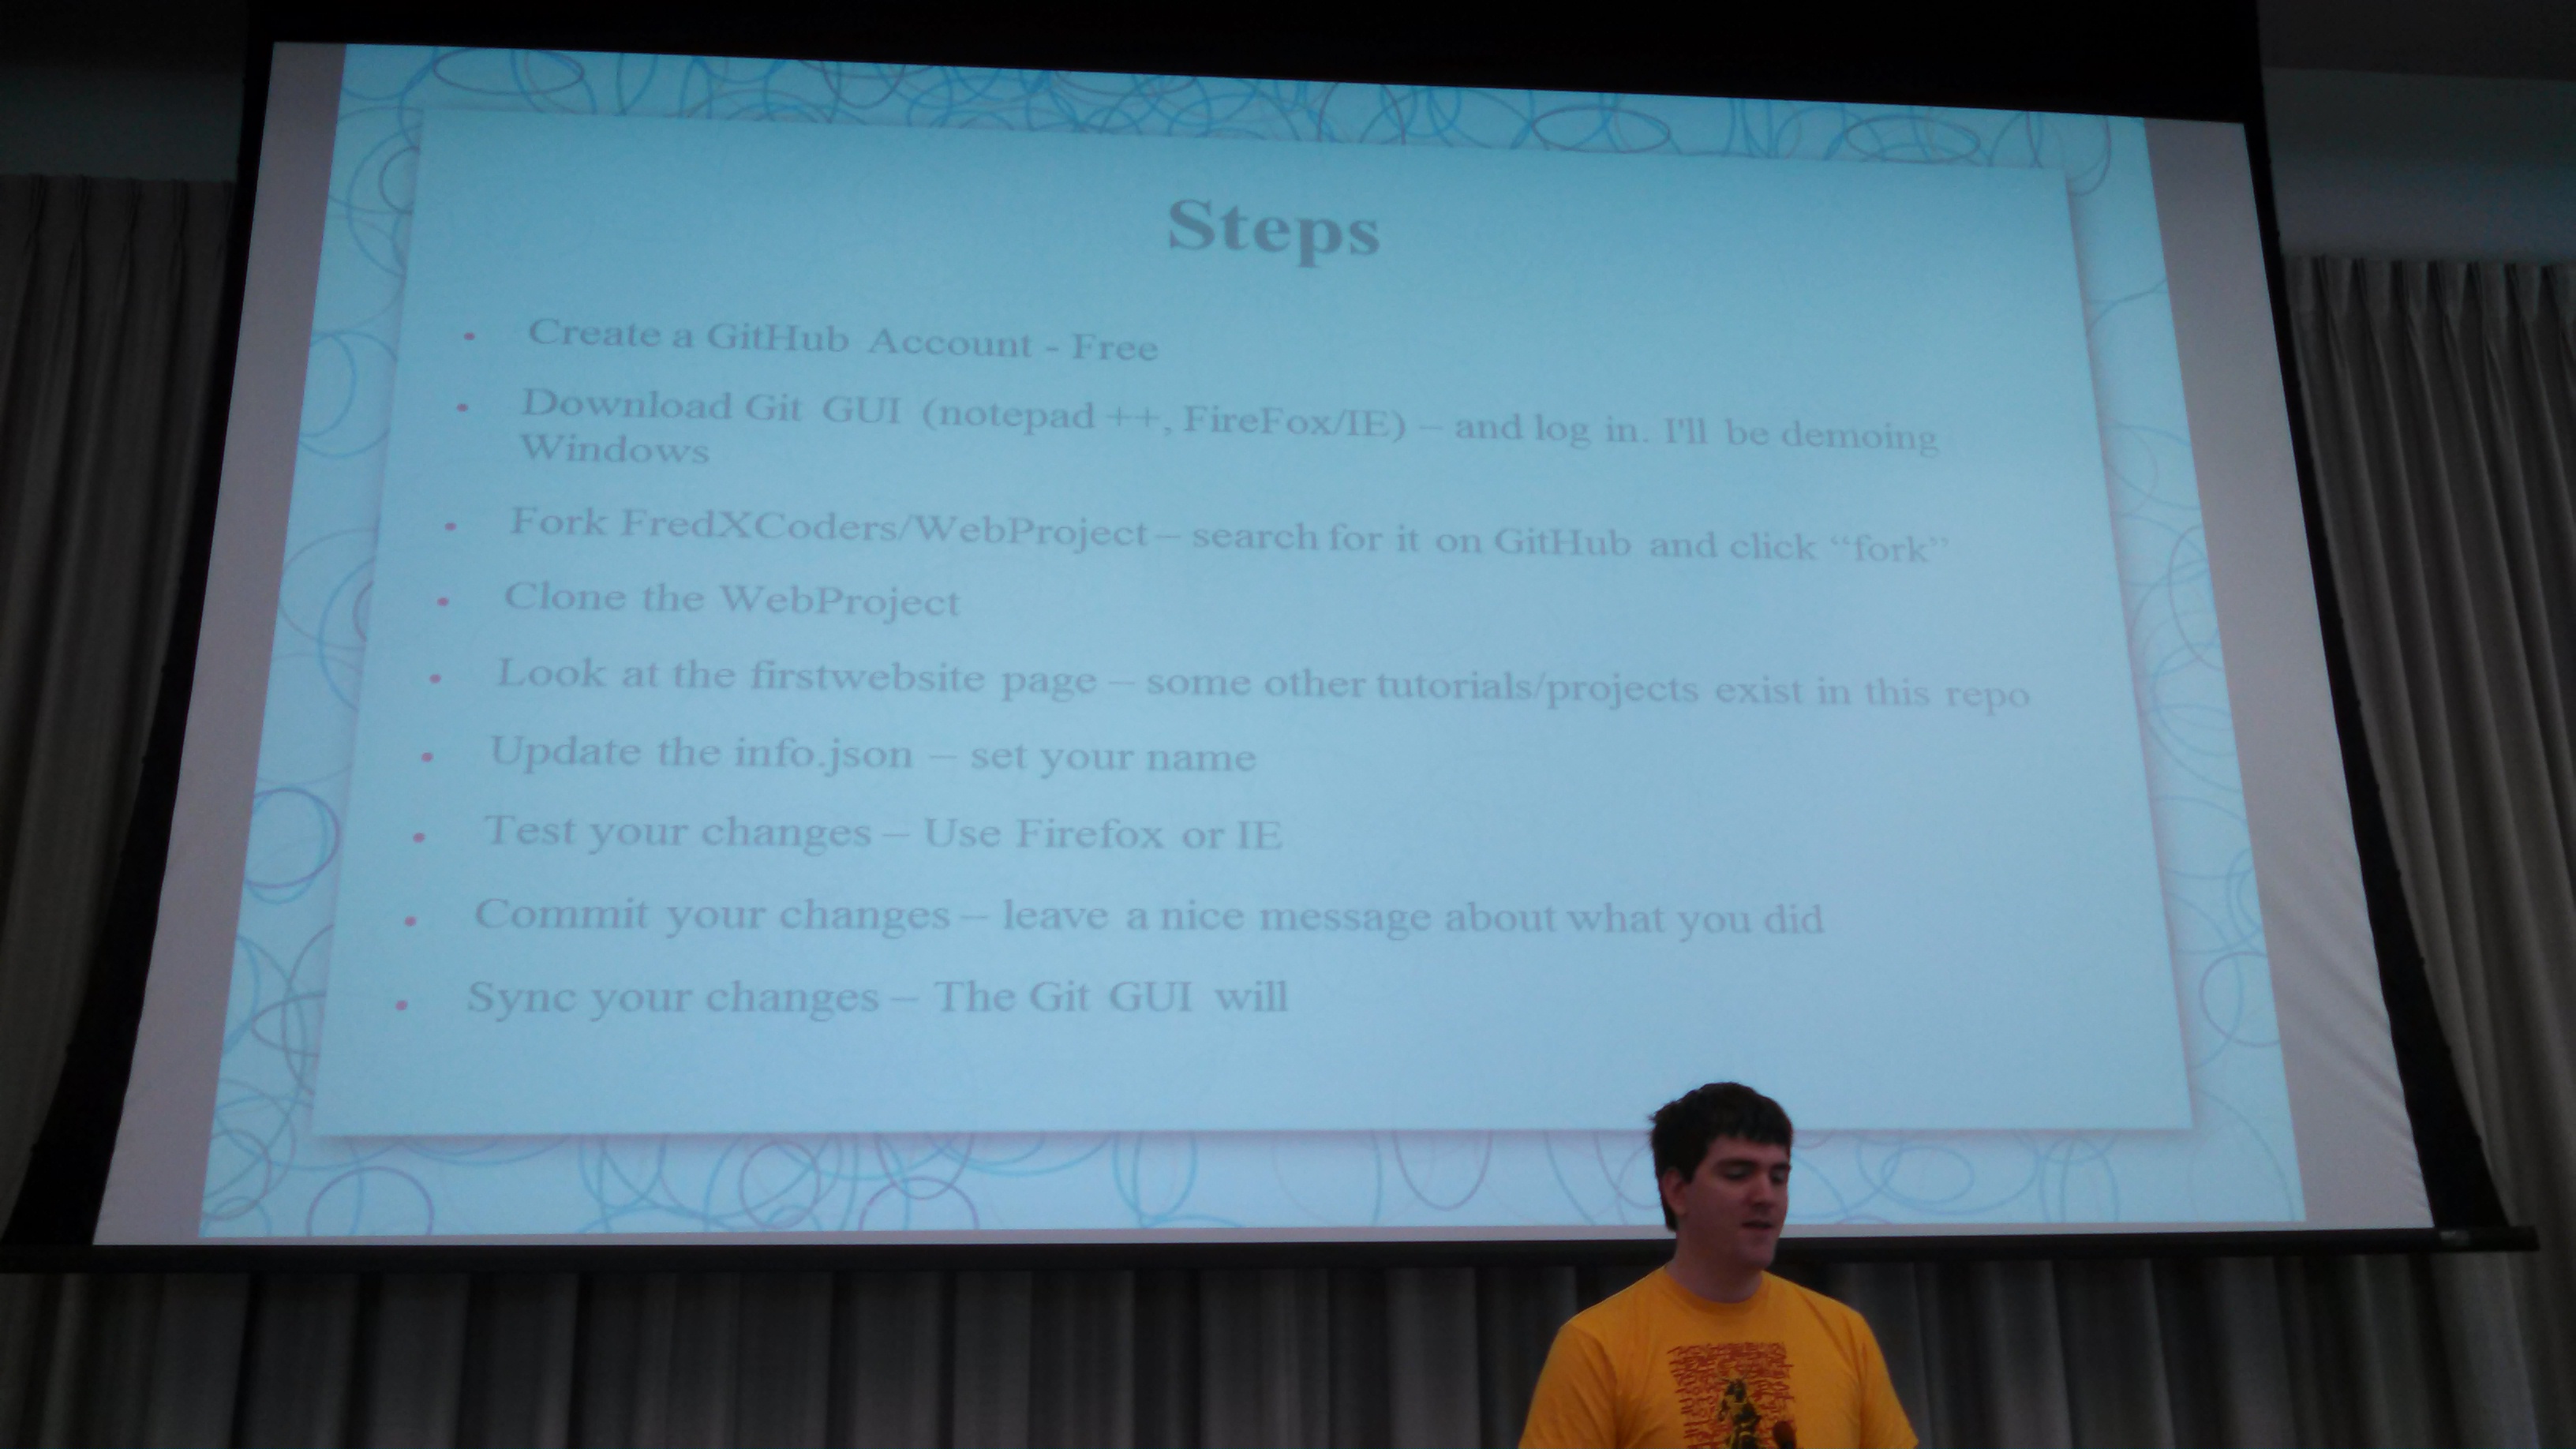 Steps
• Create a GitHub Account - Free
• Download Git GUI (notepad ++, FireFox/IE) – and log in. I'll be demoing
Windows
• Fork FredXCoders/WebProject – search for it on GitHub and click “fork”
• Clone the WebProject
• Look at the firstwebsite page – some other tutorials/projects exist in this repo
• Update the info.json – set your name
• Test your changes – Use Firefox or IE
• Commit your changes – leave a nice message about what you did
• Sync your changes – The Git GUI will